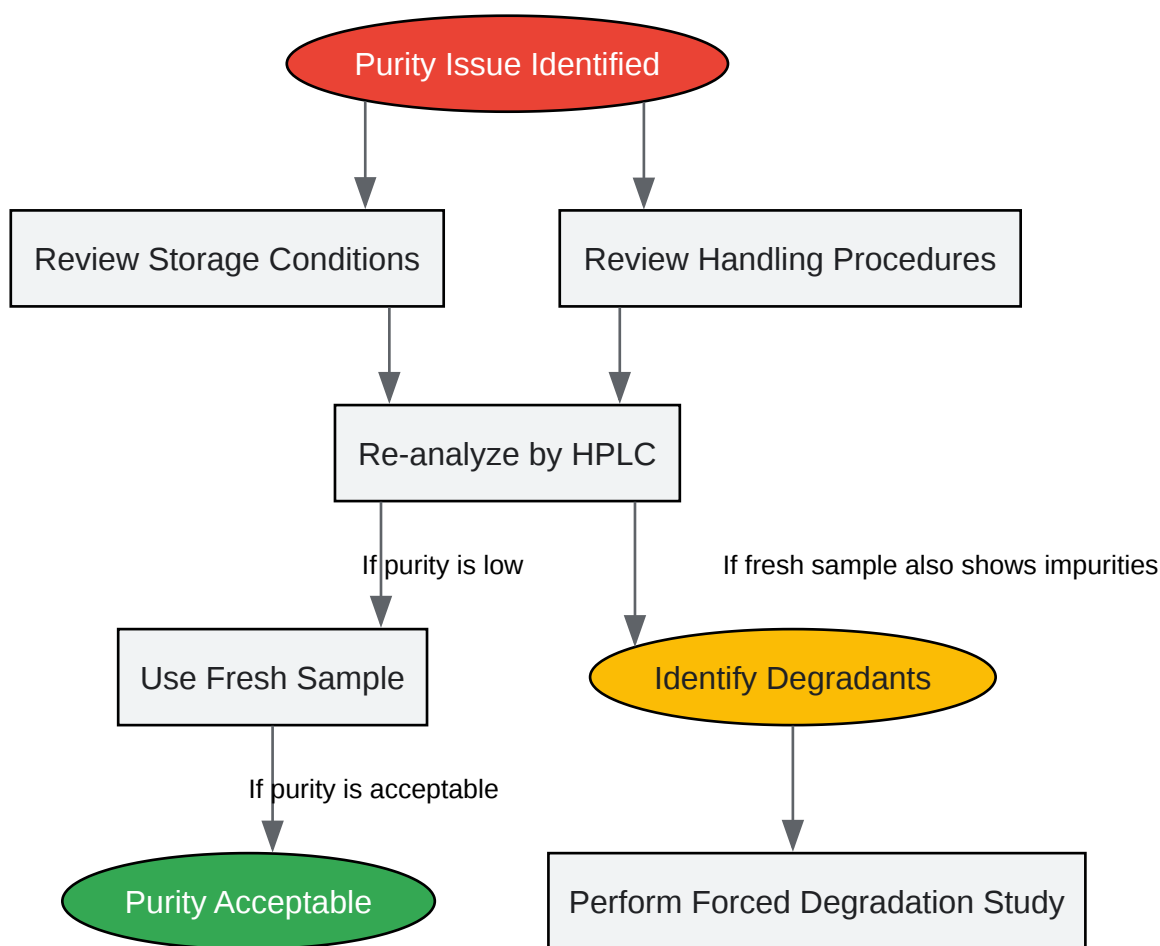 Purity Issue Identified
Review Storage Conditions
Review Handling Procedures
Re-analyze by HPLC
If purity is low
If fresh sample also shows impurities
Use Fresh Sample
Identify Degradants
If purity is acceptable
Purity Acceptable
Perform Forced Degradation Study